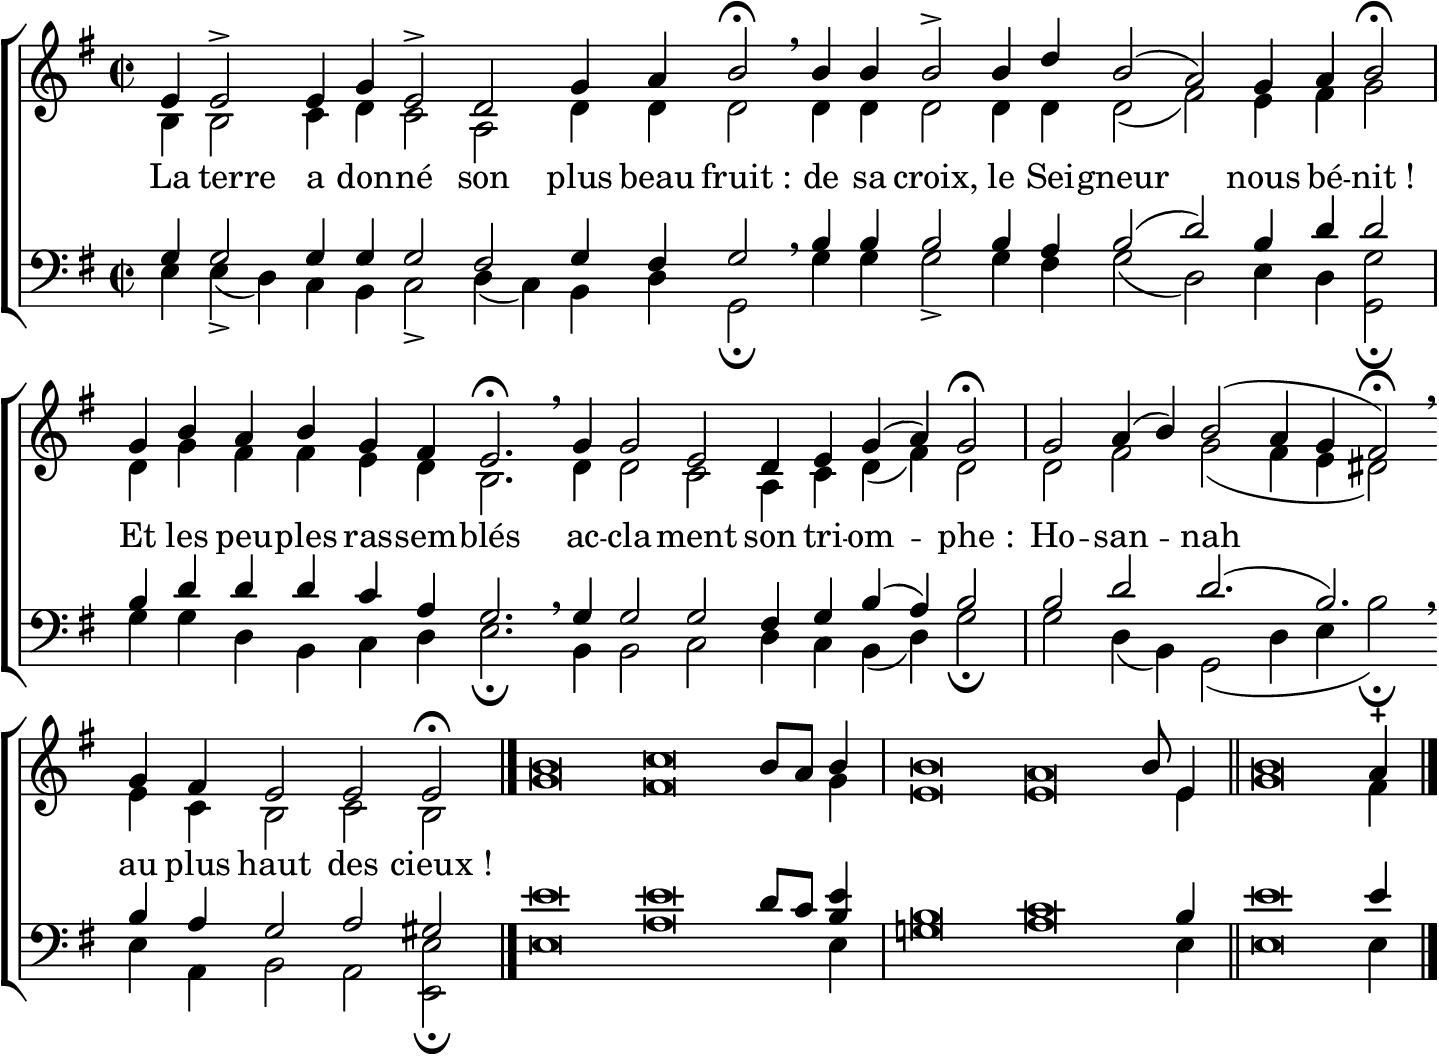 La terre a donné son plus beau fruit : de sa croix, le Seigneur nous bé - nit !
Et les peuples rassemblés ac - clament son tri - om - phe : Ho - san - nah
au plus haut des cieux !